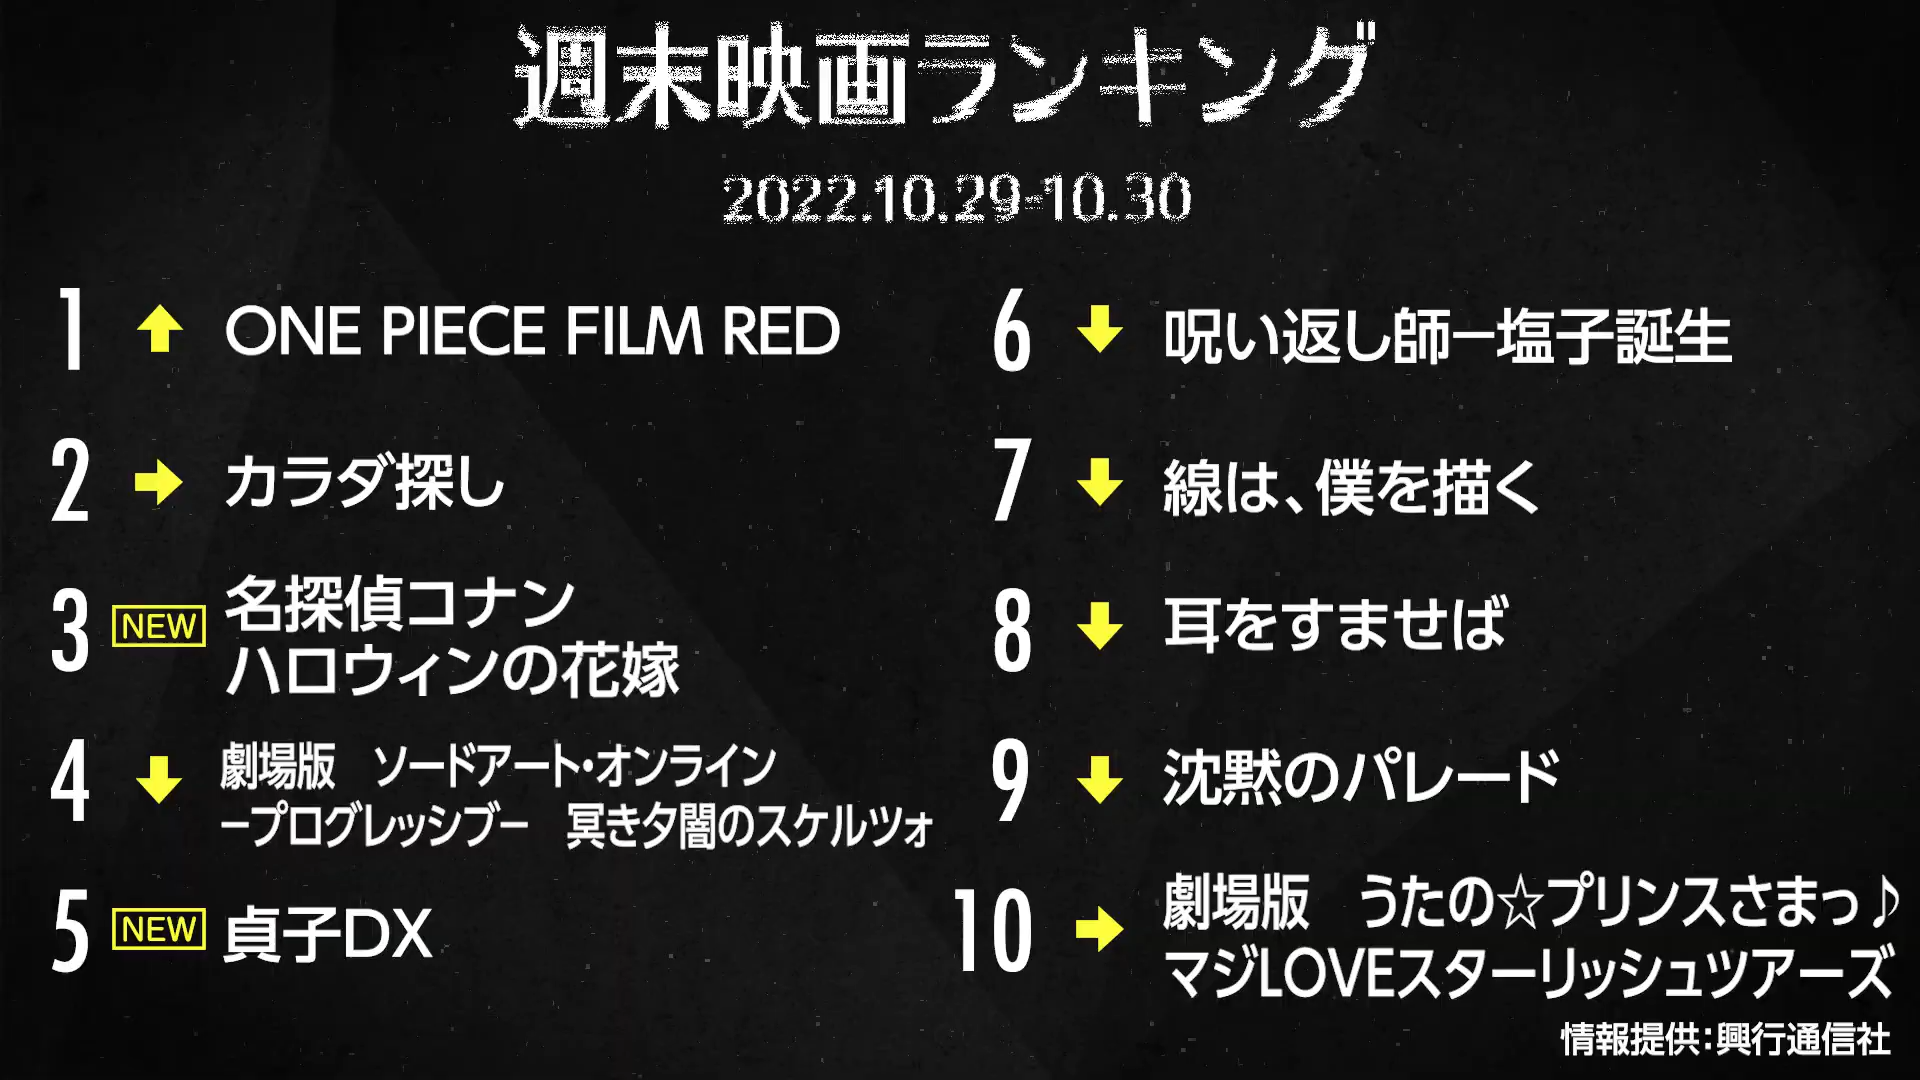 週末映画ランキング
2022.10.29-10.30
1 ONE PIECE FILM RED
2 カラダ探し
3 NEW 名探偵コナン
ハロウィンの花嫁
4 劇場版　ソードアート・オンライン
−プログレッシブ−　冥き夕闇のスケルツォ
5 NEW 貞子DX
6 呪い返し師−塩子誕生
7 線は、僕を描く
8 耳をすませば
9 沈黙のパレード
10 劇場版　うたの☆プリンスさまっ♪
マジLOVEスターリッシュツアーズ
情報提供：興行通信社